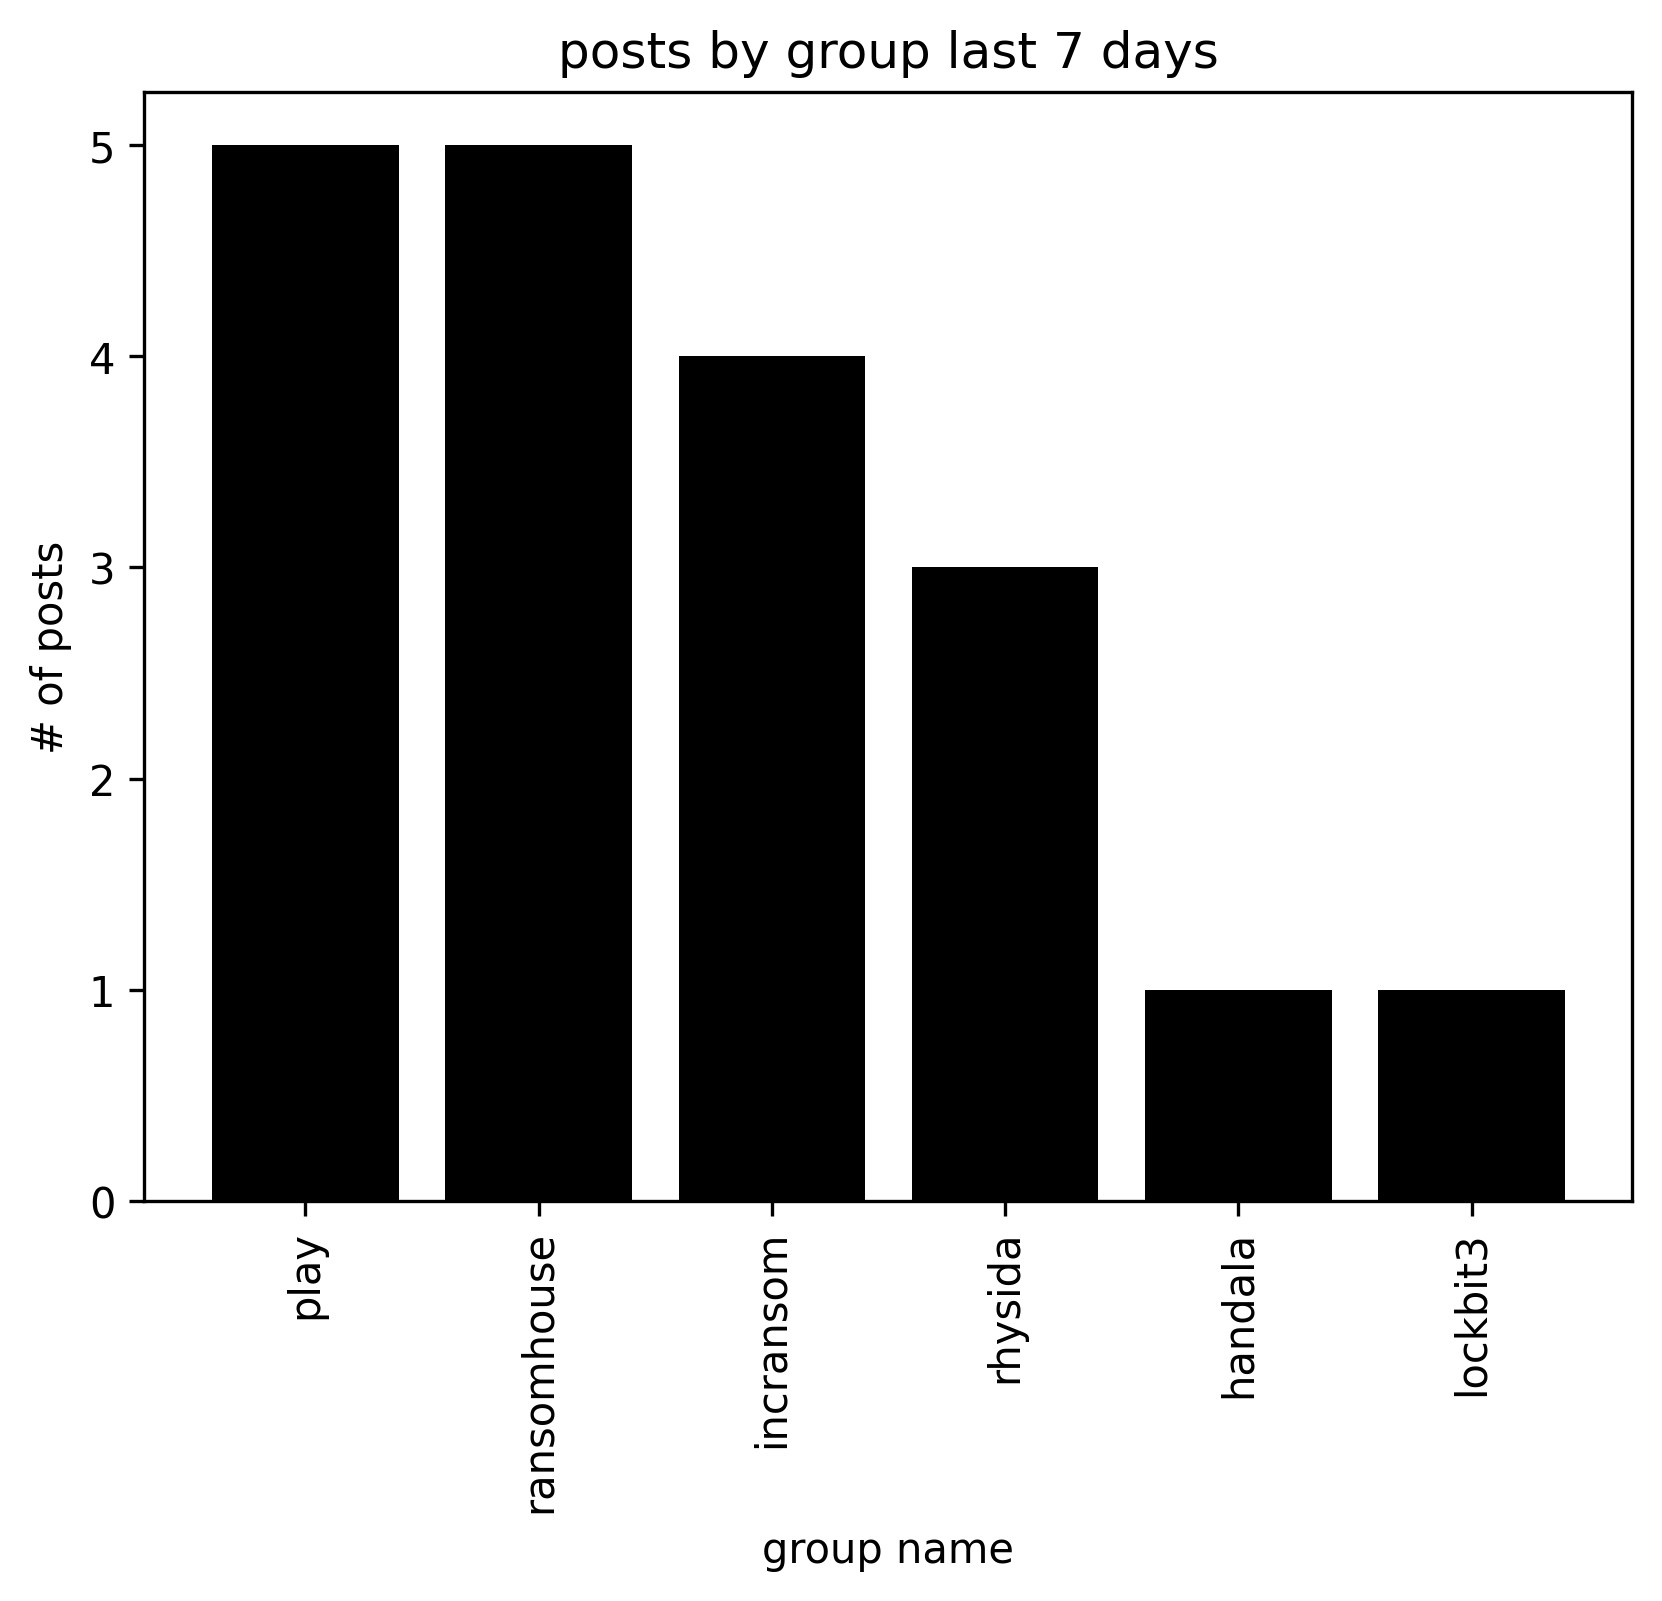 posts by group last 7 days
# of posts
5
4
3
2
1
0
play
ransomhouse
incransom
rhysida
handala
lockbit3
group name